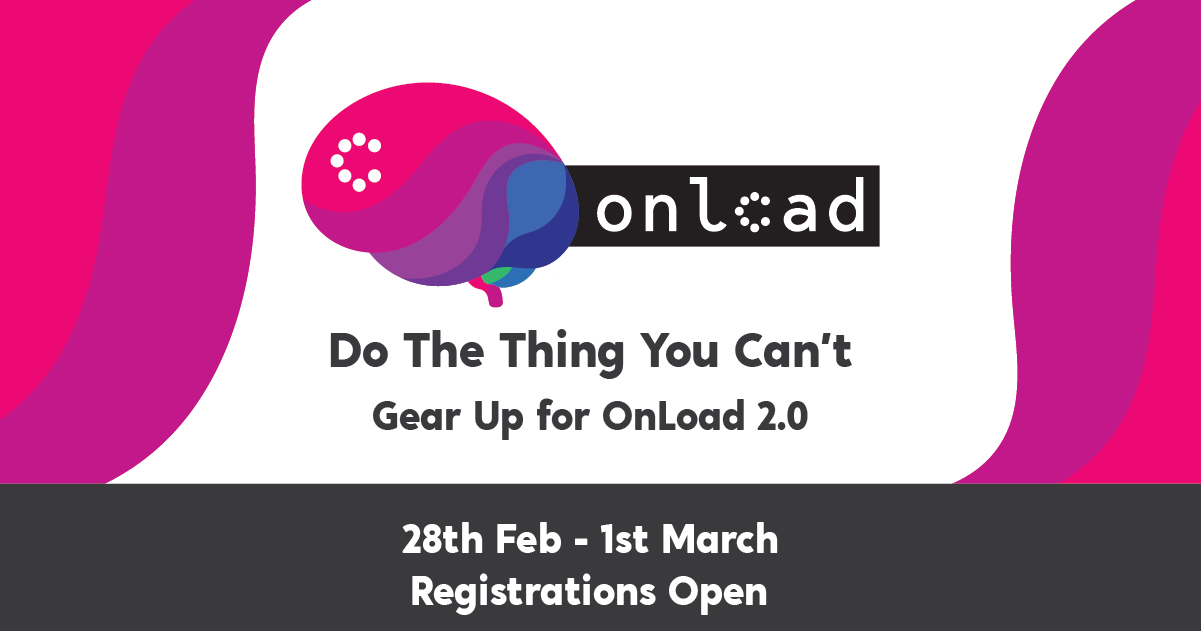 onload
Do The Thing You Can't
Gear Up for OnLoad 2.0
28th Feb - 1st March
Registrations Open